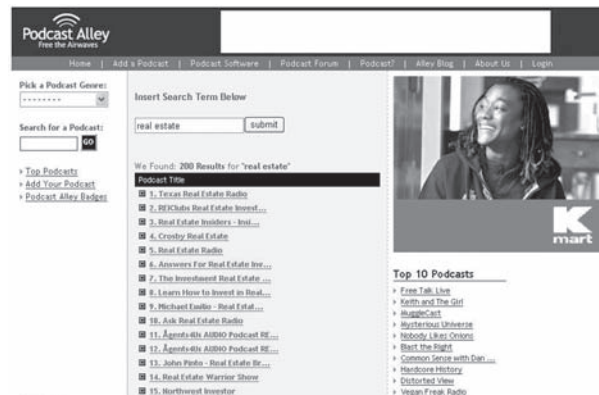 Podcast Alley
Free the Airwaves
Home | Add a Podcast | Podcast Software | Podcast Forum | Podcast? | Alley Blog | About Us | Login
Pick a Podcast Genre:
--------
Search for a Podcast:
GO
Top Podcasts
Add Your Podcast
Podcast Alley Badges
Insert Search Term Below
real estate
submit
We Found: 200 Results for "real estate"
Podcast Title
1. Texas Real Estate Radio
2. REIClubs Real Estate Invest...
3. Real Estate Insiders - Insi...
4. Crosby Real Estate
5. Real Estate Radio
6. Answers For Real Estate Inv...
7. The Investment Real Estate ...
8. Learn How to Invest in Real...
9. Michael Emilio - Real Estat...
10. Ask Real Estate Radio
11. Ågents4Us AUDIO Podcast RE...
12. Ågents4Us AUDIO Podcast RE...
13. John Pinto - Real Estate Br...
14. Real Estate Warrior Show
15. Northwest Investor
K
mart
Top 10 Podcasts
Free Talk Live
Keith and The Girl
MuggleCast
Mysterious Universe
Nobody Likes Onions
Blast the Right
Common Sense with Dan ...
Hardcore History
Distorted View
Vegan Freak Radio